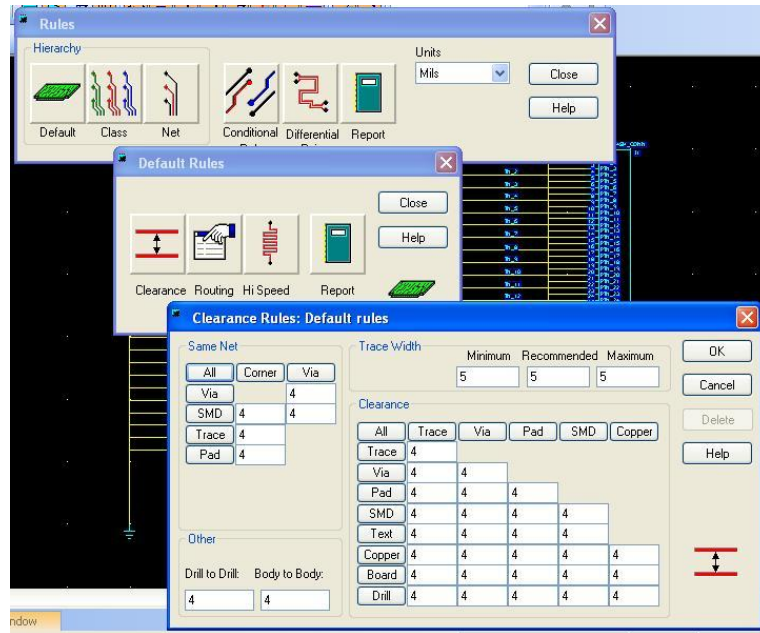 Rules
Hierarchy
Units
Mils
Close
Help
Default Class Net Conditional Differential Report
Default Rules
Close
Help
Clearance Routing Hi Speed Report
Clearance Rules: Default rules
Same Net
All Corner Via
Via 4
SMD 4 4
Trace 4
Pad 4
Other
Drill to Drill: Body to Body:
4 4
Trace Width
Minimum Recommended Maximum
5 5 5
Clearance
All Trace Via Pad SMD Copper
Trace 4
Via 4 4
Pad 4 4 4
SMD 4 4 4 4
Text 4 4 4 4
Copper 4 4 4 4 4
Board 4 4 4 4 4
Drill 4 4 4 4 4
OK
Cancel
Delete
Help
ndow